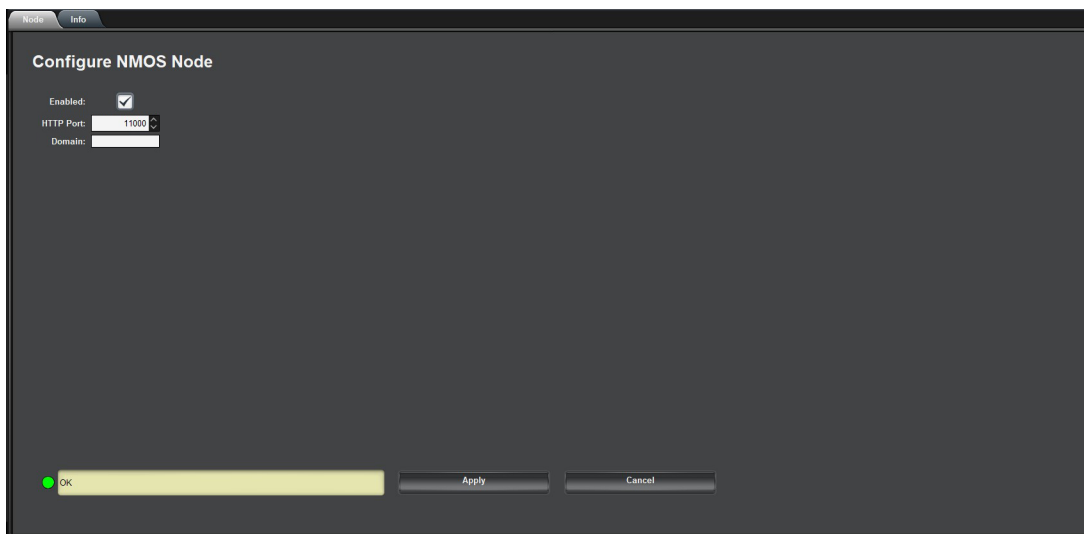 Node Info
Configure NMOS Node
Enabled:
HTTP Port: 11000
Domain:
OK Apply Cancel